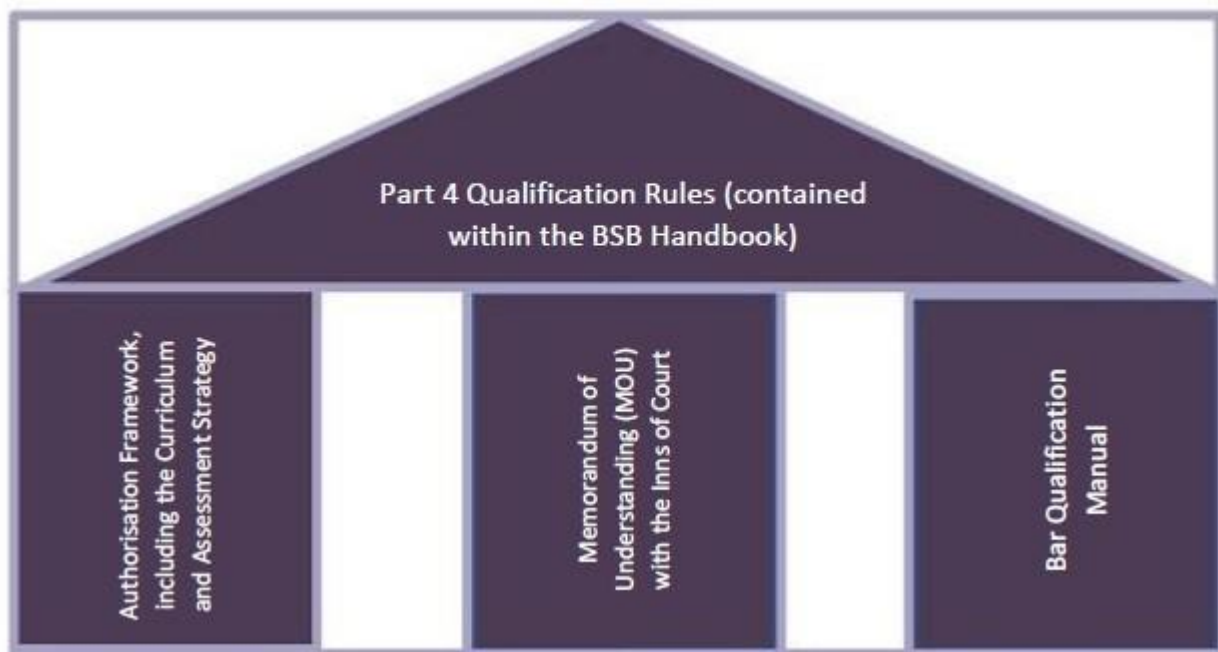 Part 4 Qualification Rules (contained
within the BSB Handbook)
Authorisation Framework,
including the Curriculum
and Assessment Strategy
Memorandum of
Understanding (MOU)
with the Inns of Court
Bar Qualification
Manual